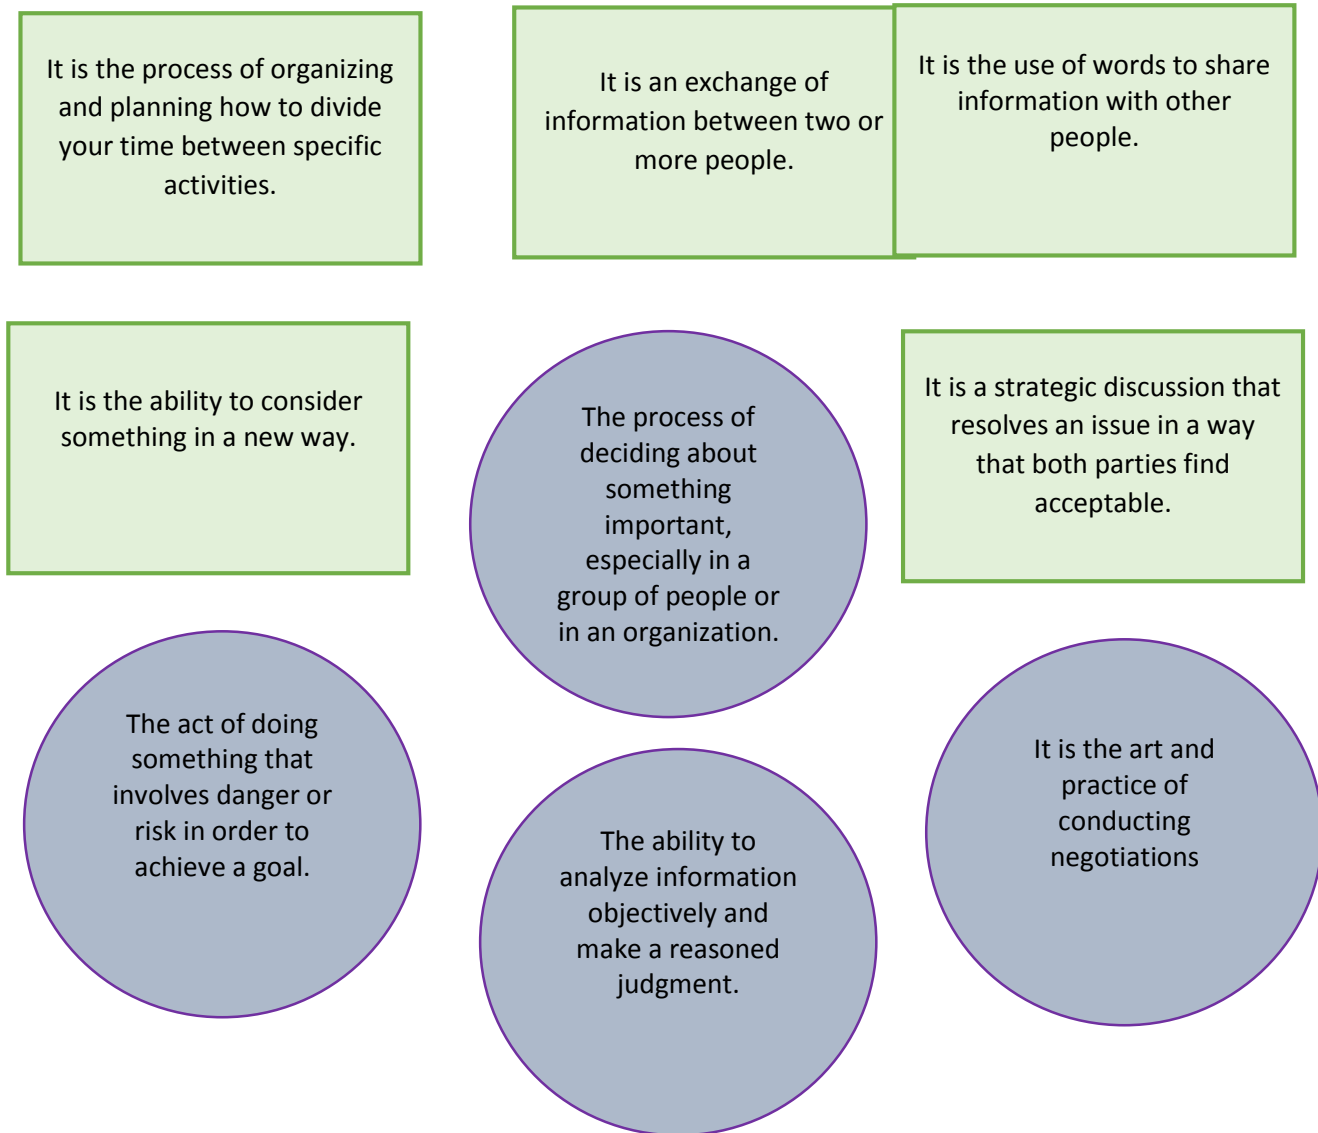 It is the process of organizing
and planning how to divide
your time between specific
activities.
It is an exchange of
information between two or
more people.
It is the use of words to share
information with other
people.
It is the ability to consider
something in a new way.
The process of
deciding about
something
important,
especially in a
group of people or
in an organization.
It is a strategic discussion that
resolves an issue in a way
that both parties find
acceptable.
The act of doing
something that
involves danger or
risk in order to
achieve a goal.
The ability to
analyze information
objectively and
make a reasoned
judgment.
It is the art and
practice of
conducting
negotiations